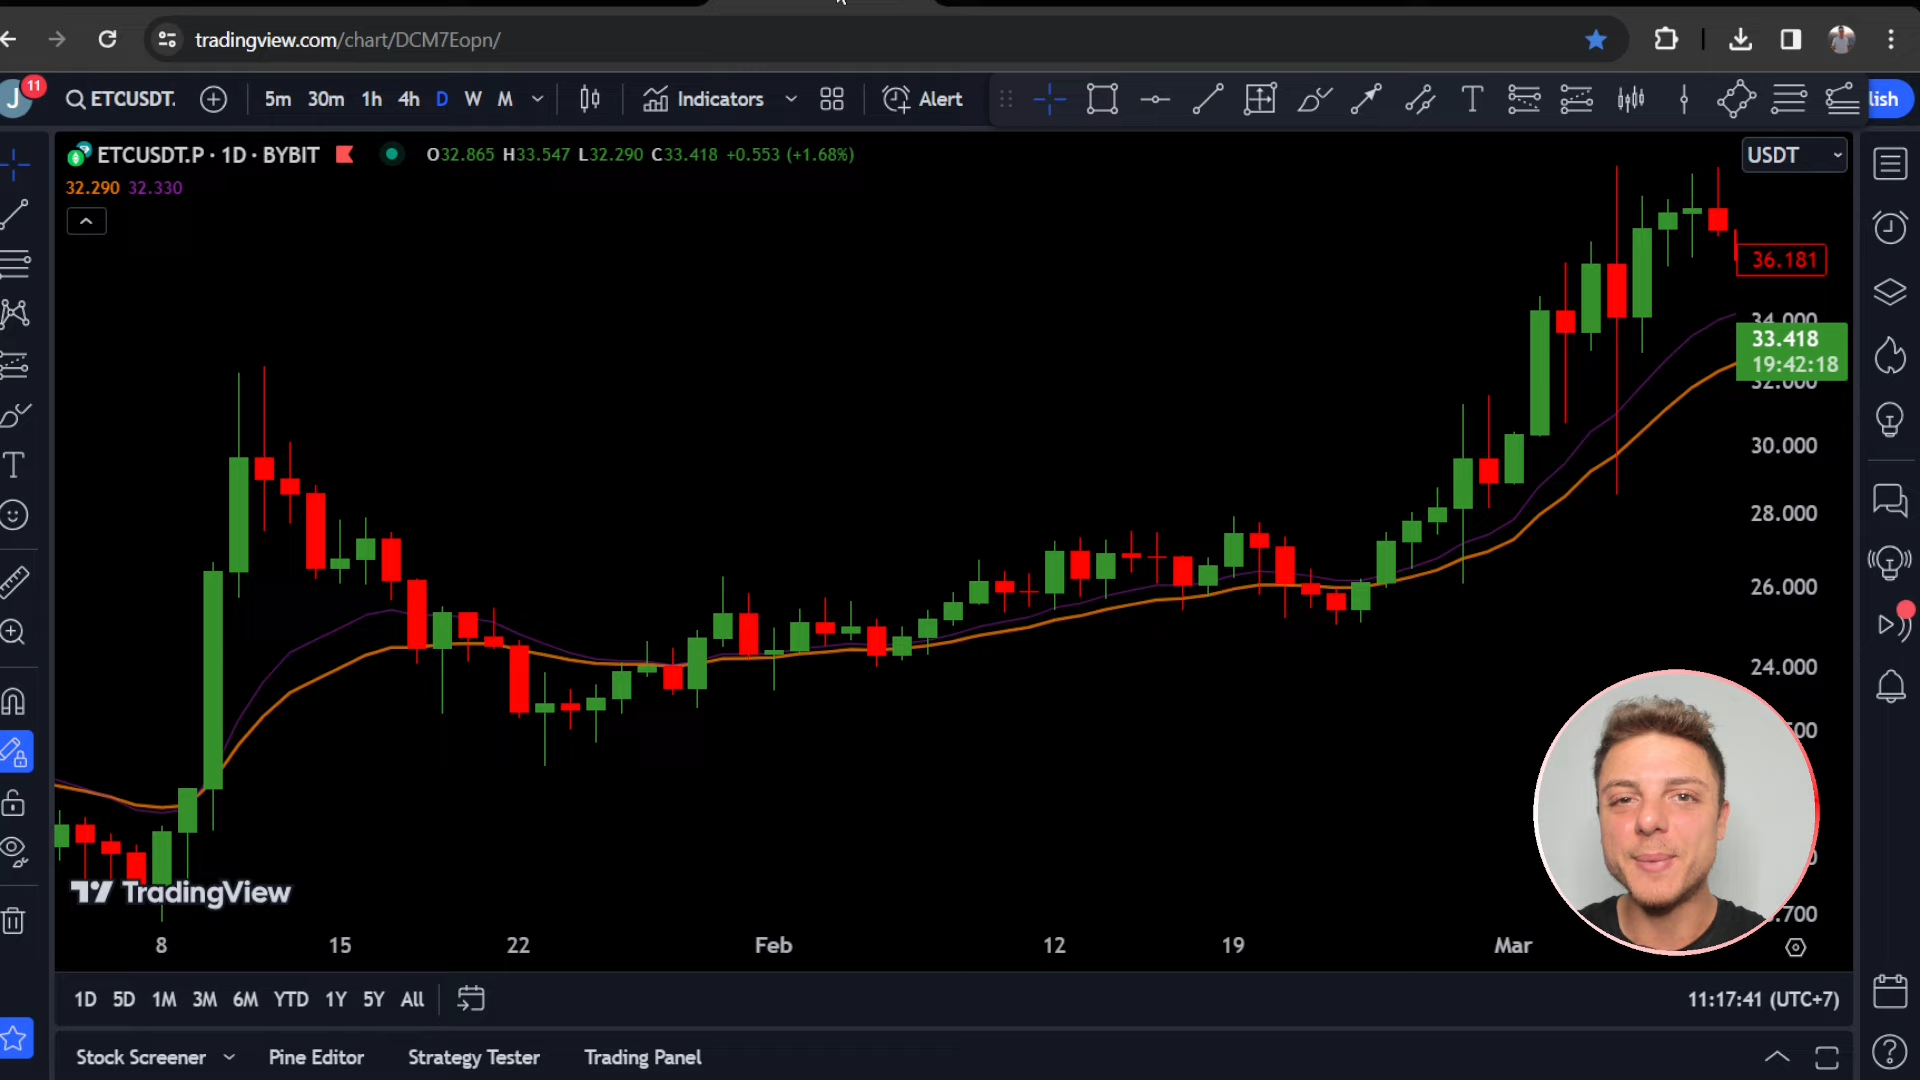 tradingview.com/chart/DCM7Eopn/
J 11 ETCUSDT. 5m 30m 1h 4h D W M Indicators Alert T lish
ETCUSDT.P · 1D · BYBIT O32.865 H33.547 L32.290 C33.418 +0.553 (+1.68%) USDT
32.290 32.330
36.181
34.000
33.418
19:42:18
32.000
30.000
28.000
26.000
24.000
TradingView
8 15 22 Feb 12 19 Mar
1D 5D 1M 3M 6M YTD 1Y 5Y All 11:17:41 (UTC+7)
Stock Screener Pine Editor Strategy Tester Trading Panel